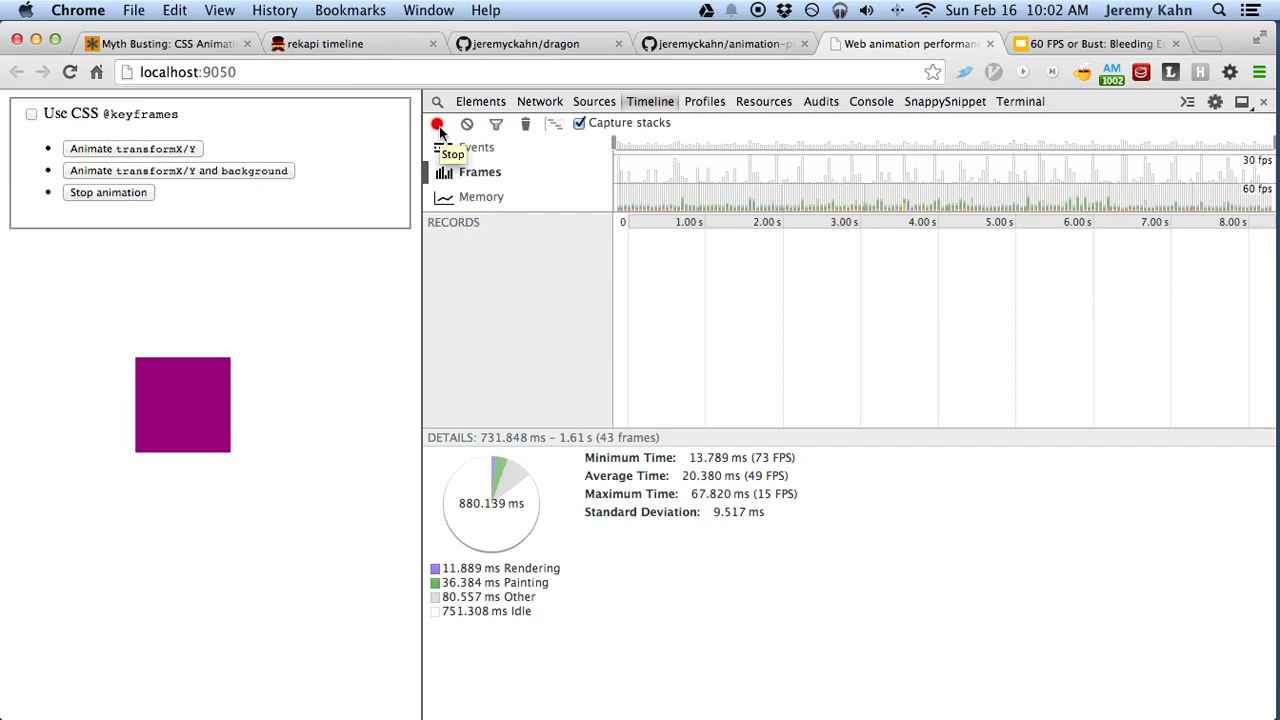 Chrome File Edit View History Bookmarks Window Help Sun Feb 16 10:02 AM Jeremy Kahn
Myth Busting: CSS Animati rekapi timeline jeremyckahn/dragon jeremyckahn/animation-p Web animation performan 60 FPS or Bust: Bleeding E
localhost:9050 AM 1002 L H
Elements Network Sources Timeline Profiles Resources Audits Console SnappySnippet Terminal
Capture stacks
Use CSS @keyframes
Animate transformX/Y
Animate transformX/Y and background
Stop animation
Events
Stop
Frames
Memory
30 fps
60 fps
RECORDS 0 1.00 s 2.00 s 3.00 s 4.00 s 5.00 s 6.00 s 7.00 s 8.00 s
DETAILS: 731.848 ms – 1.61 s (43 frames)
880.139 ms
Minimum Time: 13.789 ms (73 FPS)
Average Time: 20.380 ms (49 FPS)
Maximum Time: 67.820 ms (15 FPS)
Standard Deviation: 9.517 ms
11.889 ms Rendering
36.384 ms Painting
80.557 ms Other
751.308 ms Idle